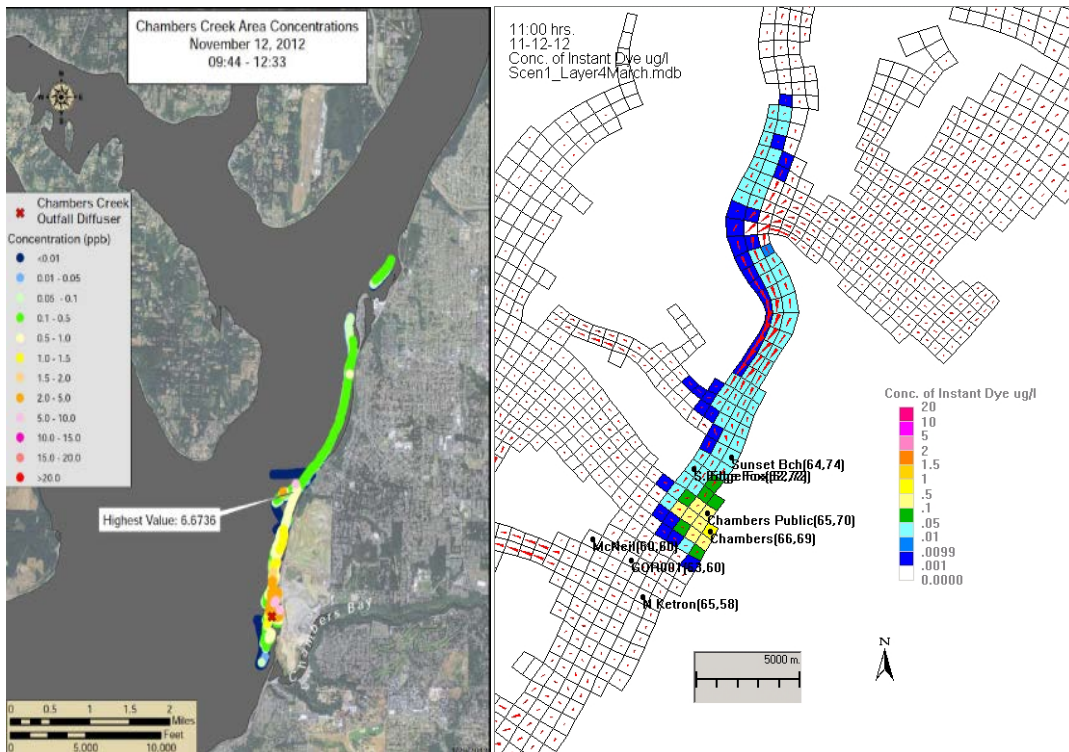 Chambers Creek Area Concentrations
November 12, 2012
09:44 - 12:33
N
W
E
S
Chambers Creek
Outfall Diffuser
Concentration (ppb)
<0.01
0.01 - 0.05
0.05 - 0.1
0.1 - 0.5
0.5 - 1.0
1.0 - 1.5
1.5 - 2.0
2.0 - 5.0
5.0 - 10.0
10.0 - 15.0
15.0 - 20.0
>20.0
Highest Value: 6.6736
Chambers Bay
0 0.5 1 1.5 2
Miles
Feet
0 5,000 10,000
11:00 hrs.
11-12-12
Conc. of Instant Dye ug/l
Scen1_Layer4March.mdb
Conc. of Instant Dye ug/l
20
10
5
2
1.5
1
.5
.1
.05
.01
.0099
.001
0.0000
Sunset Bch(64,74)
Chambers Public(65,70)
Chambers(66,69)
McNeil(60,60)
N Ketron(65,58)
5000 m.
N